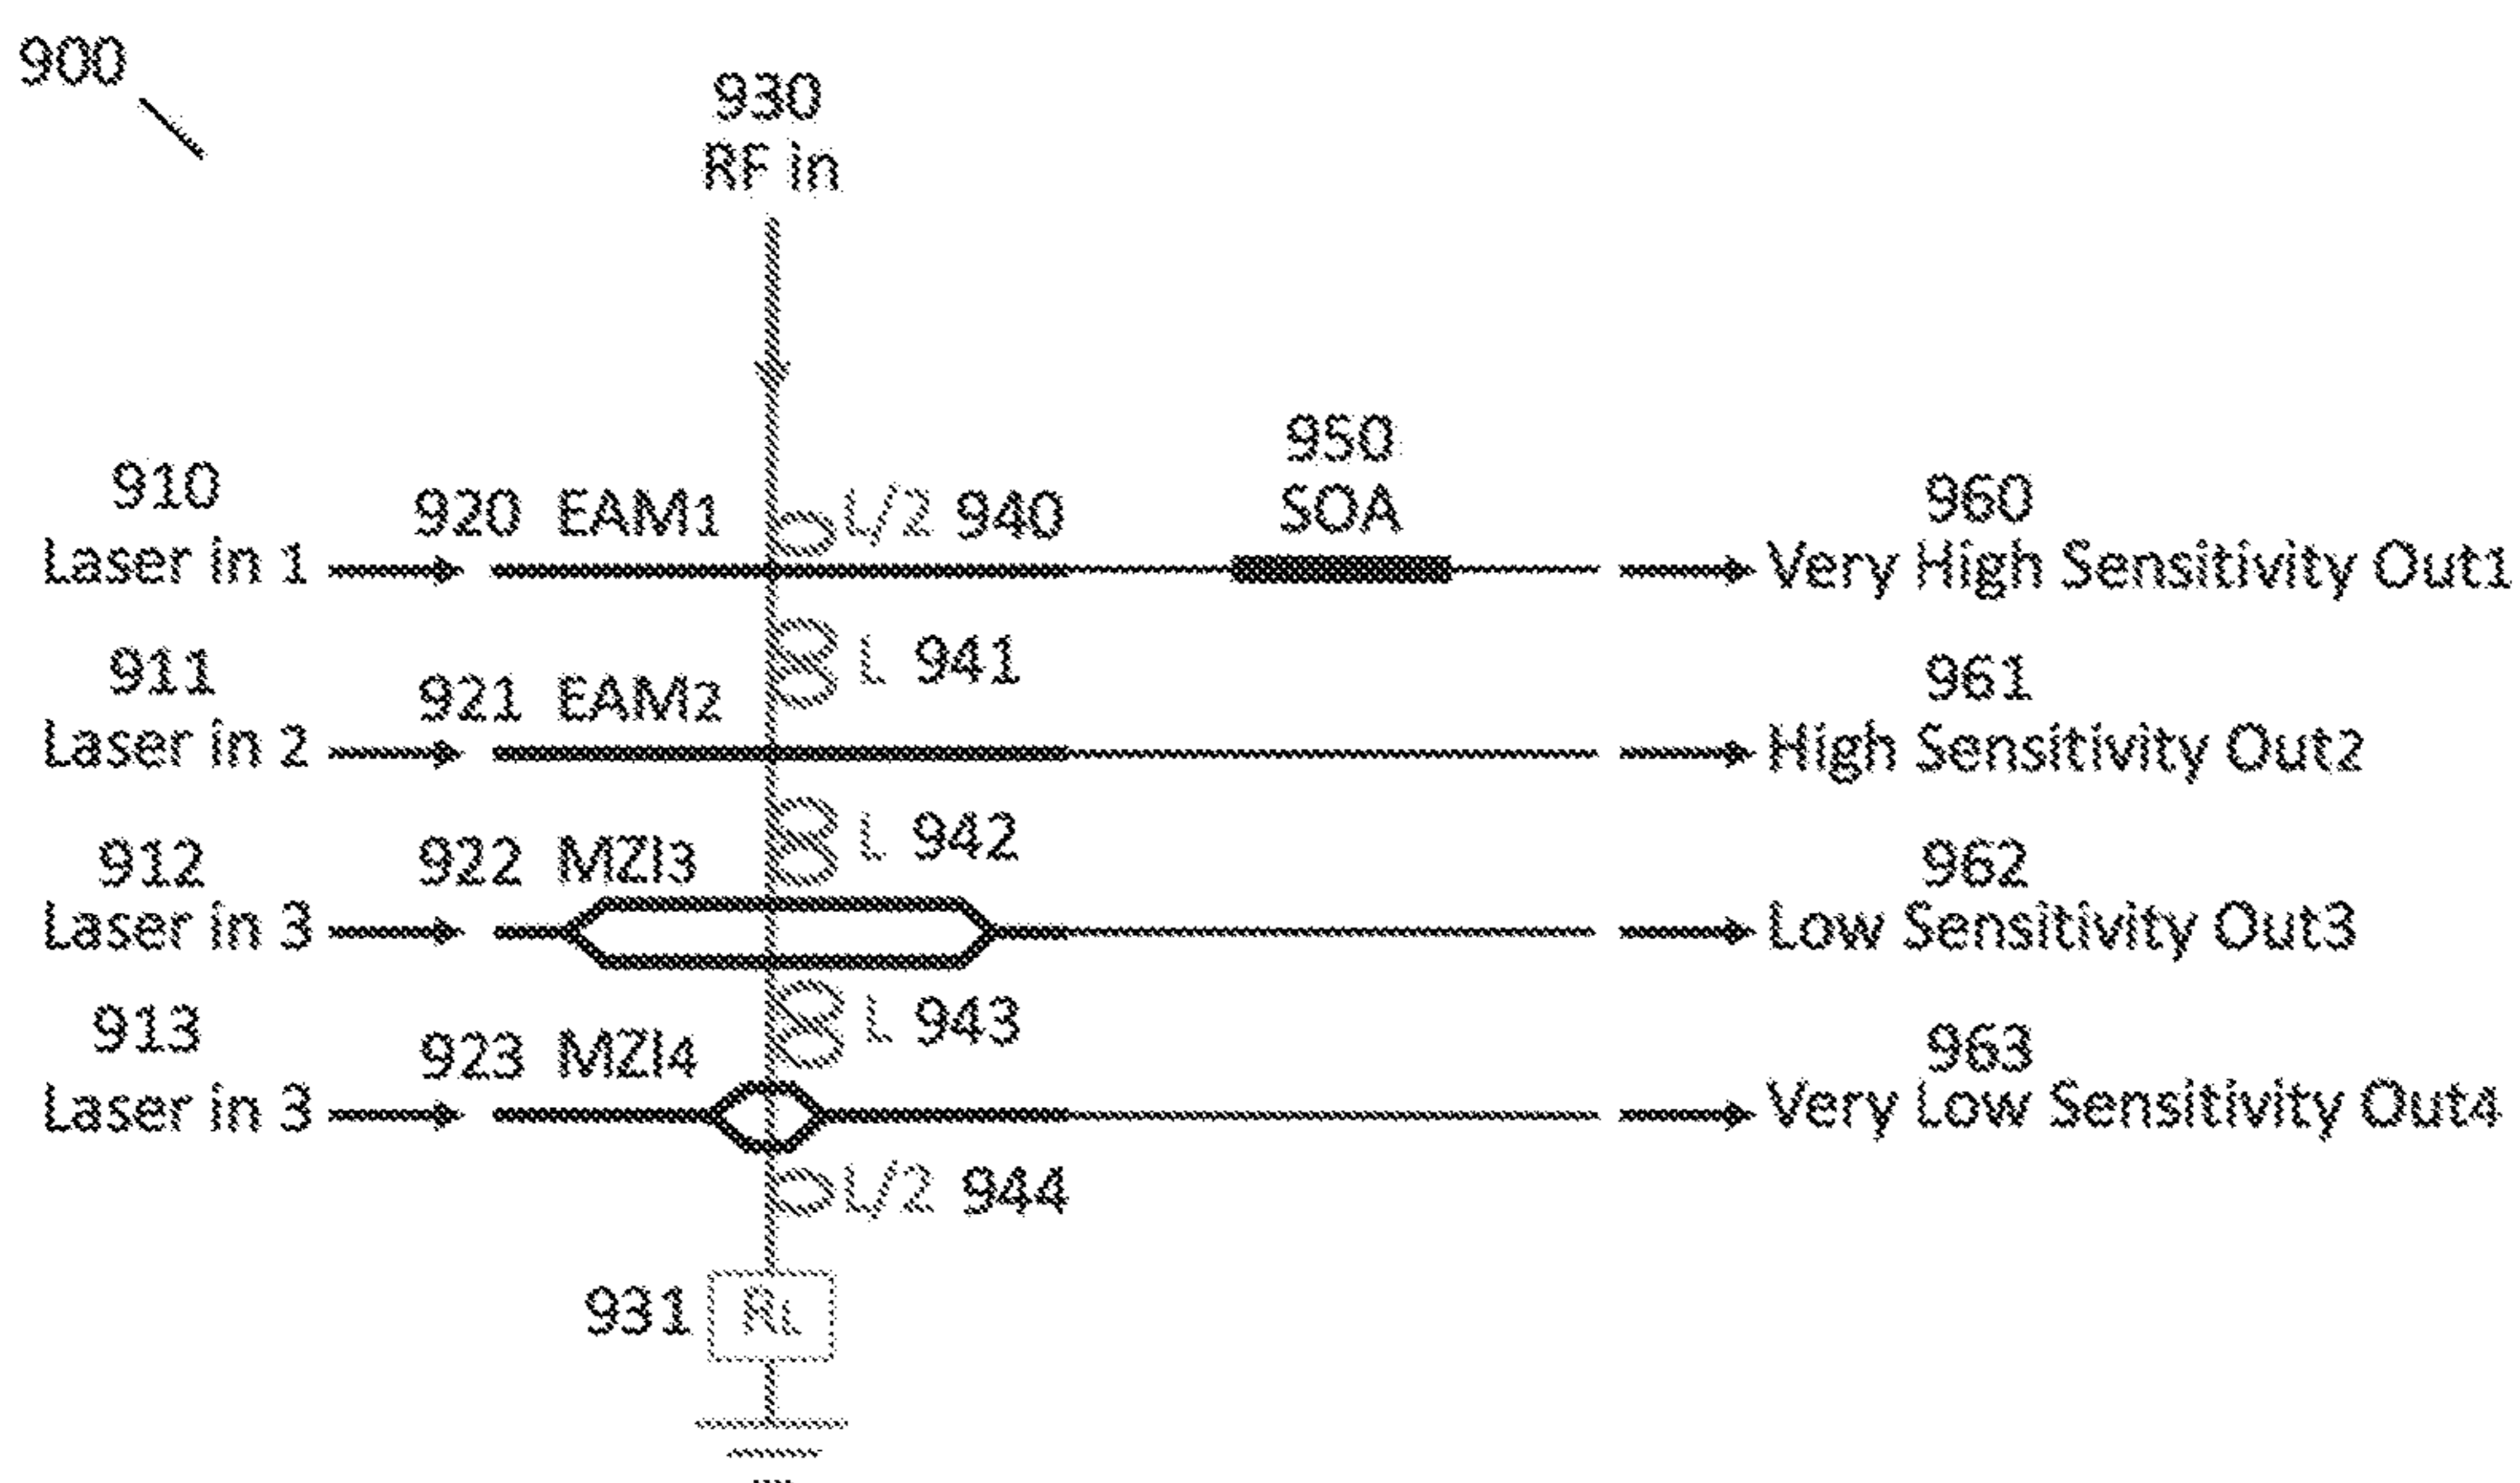 900
930
RF in
910
Laser in 1
920 EAM1
L/2 940
950
SOA
960
Very High Sensitivity Out1
L 941
911
Laser in 2
921 EAM2
961
High Sensitivity Out2
L 942
912
Laser in 3
922 MZI3
962
Low Sensitivity Out3
L 943
913
Laser in 3
923 MZI4
963
Very Low Sensitivity Out4
L/2 944
931
RL